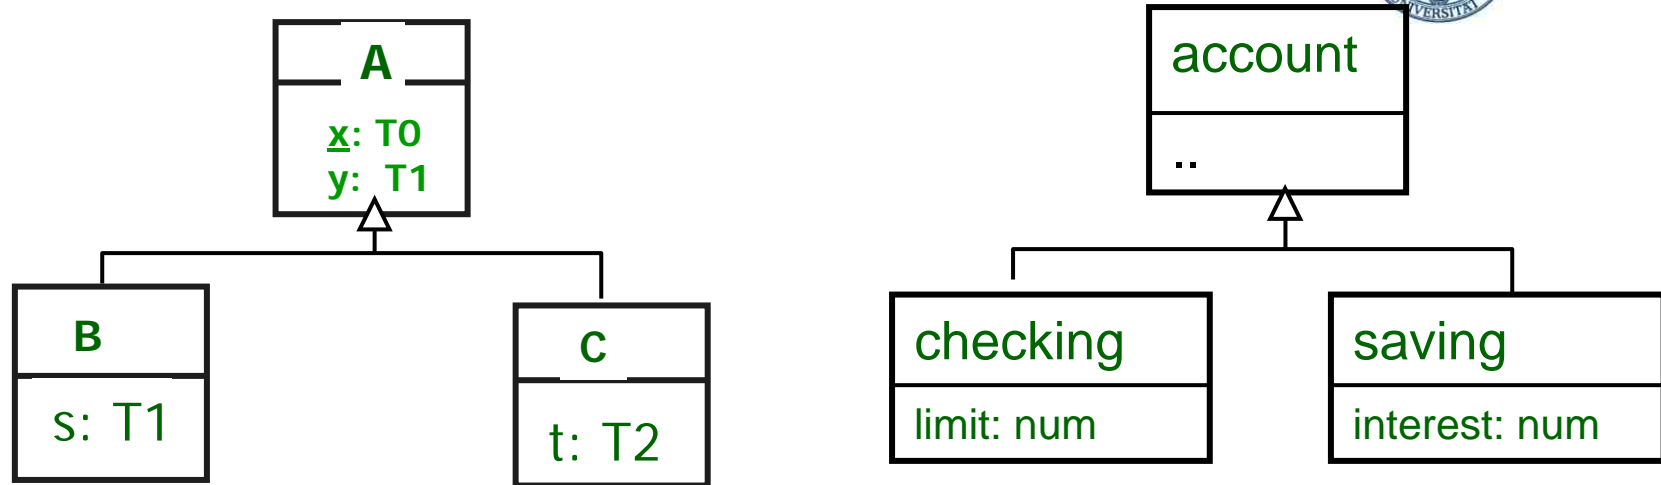 A
x: T0
y: T1
B
s: T1
C
t: T2
account
..
checking
limit: num
saving
interest: num